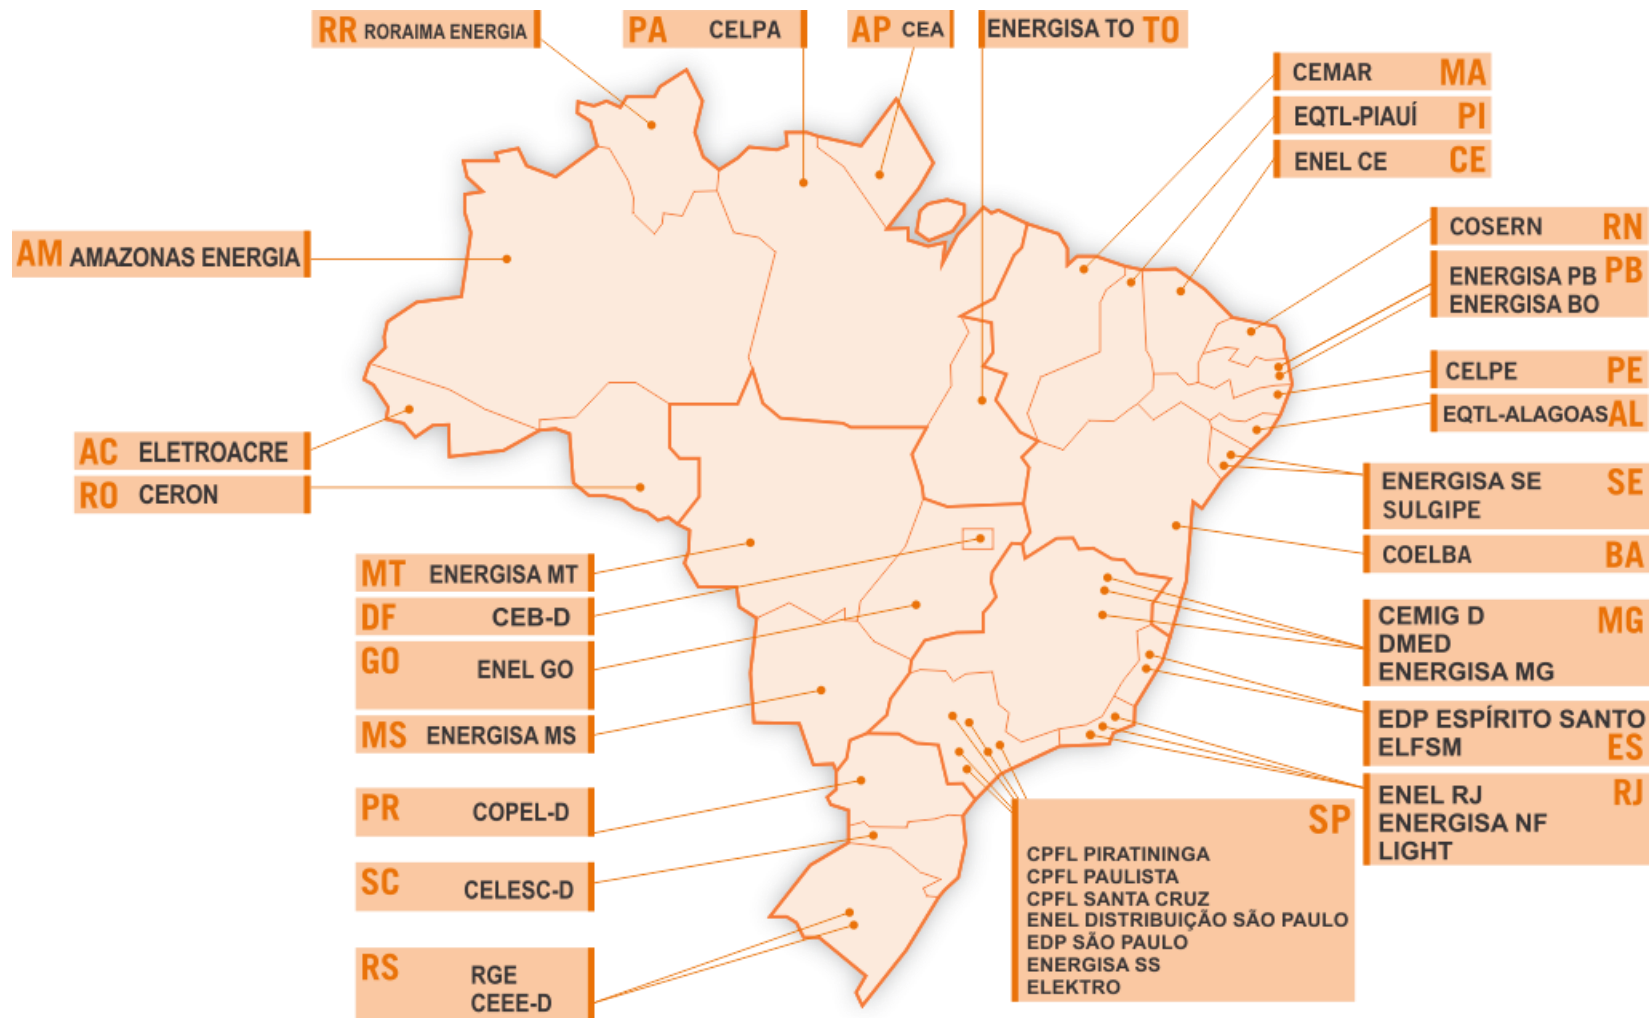 RR RORAIMA ENERGIA
PA CELPA
AP CEA
ENERGISA TO TO
CEMAR MA
EQTL-PIAUÍ PI
ENEL CE CE
COSERN RN
ENERGISA PB PB
ENERGISA BO
CELPE PE
EQTL-ALAGOAS AL
ENERGISA SE SE
SULGIPE
COELBA BA
CEMIG D MG
DMED
ENERGISA MG
EDP ESPÍRITO SANTO
ELFSM ES
ENEL RJ RJ
ENERGISA NF
LIGHT
SP
CPFL PIRATININGA
CPFL PAULISTA
CPFL SANTA CRUZ
ENEL DISTRIBUIÇÃO SÃO PAULO
EDP SÃO PAULO
ENERGISA SS
ELEKTRO
AM AMAZONAS ENERGIA
AC ELETROACRE
RO CERON
MT ENERGISA MT
DF CEB-D
GO ENEL GO
MS ENERGISA MS
PR COPEL-D
SC CELESC-D
RS RGE
CEEE-D